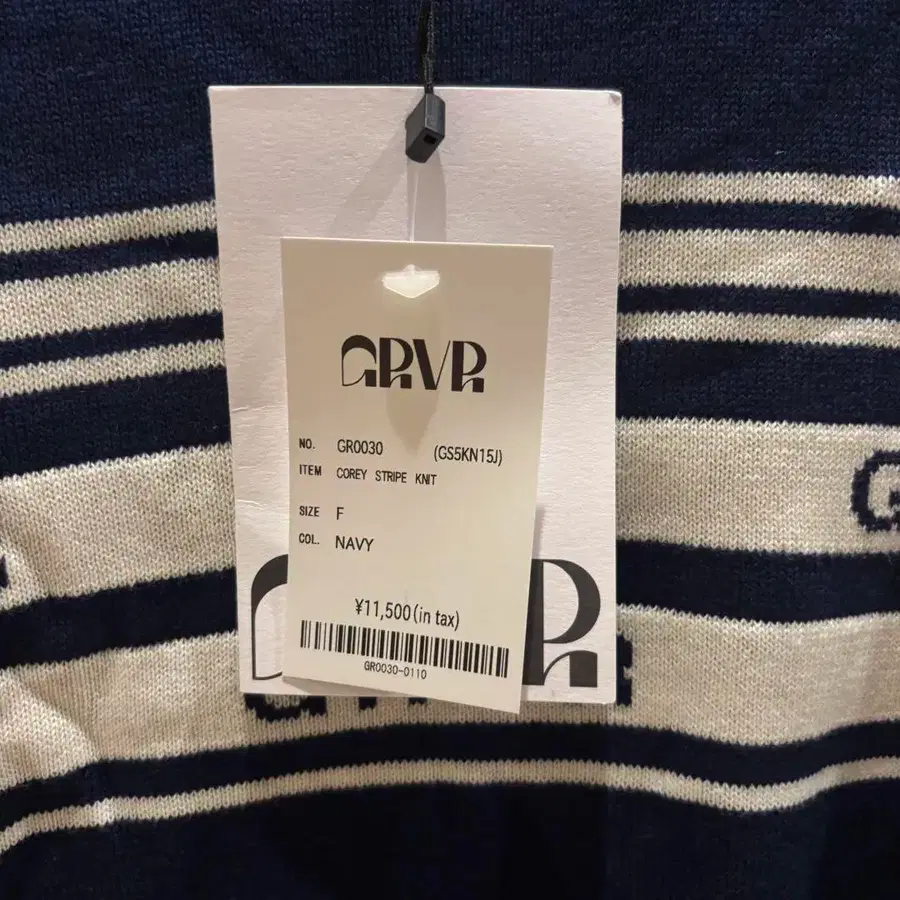 GRVR
NO. GR0030 (GS5KN15J)
ITEM COREY STRIPE KNIT
SIZE F
COL. NAVY
¥11,500(in tax)
GR0030-0110